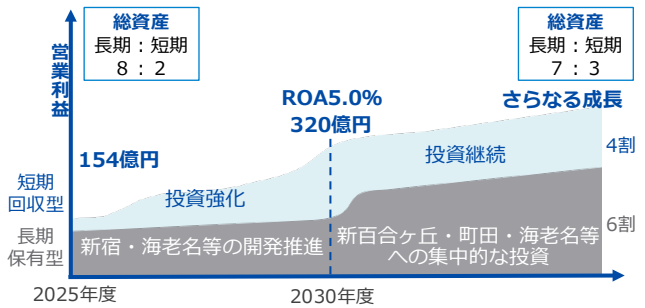 総資産
長期：短期
８：２
総資産
長期：短期
７：３
営業利益
ROA5.0%
320億円
さらなる成長
154億円
4割
短期
回収型
投資強化
投資継続
長期
保有型
新宿・海老名等の開発推進
新百合ヶ丘・町田・海老名等
への集中的な投資
6割
2025年度
2030年度